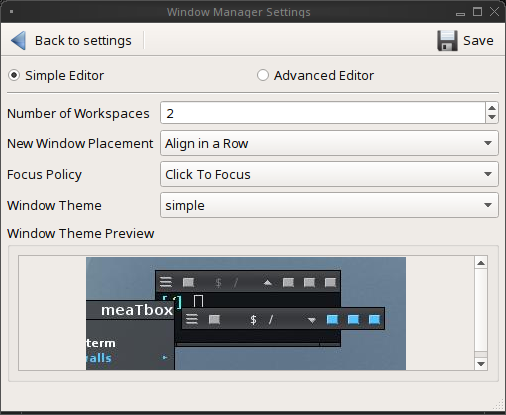 Window Manager Settings
Back to settings
Save
Simple Editor
Advanced Editor
Number of Workspaces
2
New Window Placement
Align in a Row
Focus Policy
Click To Focus
Window Theme
simple
Window Theme Preview
$ /
[/]
meaTbox
$ /
term
alls